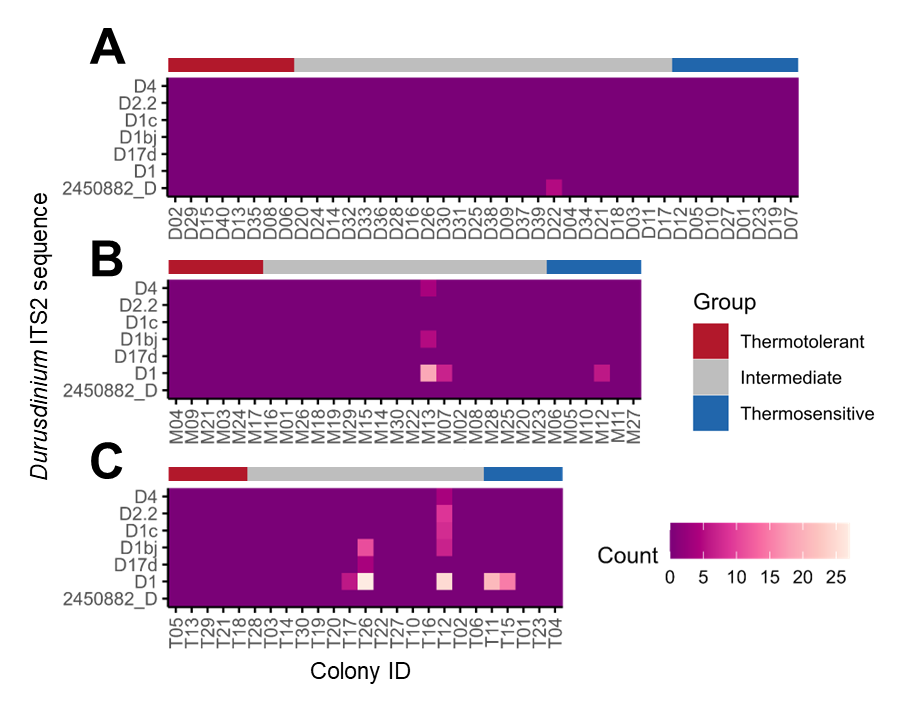 A
D4
D2.2
D1c
D1bj
D17d
D1
2450882_D
D02 D29 D15 D40 D13 D35 D08 D06 D20 D24 D14 D32 D33 D36 D28 D16 D26 D30 D31 D25 D38 D09 D37 D39 D22 D04 D34 D21 D18 D03 D11 D17 D12 D05 D10 D27 D01 D23 D19 D07
Durusdinium ITS2 sequence
B
D4
D2.2
D1c
D1bj
D17d
D1
2450882_D
M04 M09 M21 M03 M24 M17 M16 M01 M26 M18 M19 M29 M15 M14 M30 M22 M13 M07 M02 M08 M28 M25 M20 M23 M06 M05 M10 M12 M11 M27
Group
Thermotolerant
Intermediate
Thermosensitive
C
D4
D2.2
D1c
D1bj
D17d
D1
2450882_D
T05 T13 T29 T21 T18 T28 T03 T14 T30 T19 T20 T17 T26 T22 T27 T10 T16 T12 T02 T06 T11 T15 T01 T23 T04
Colony ID
Count
0 5 10 15 20 25